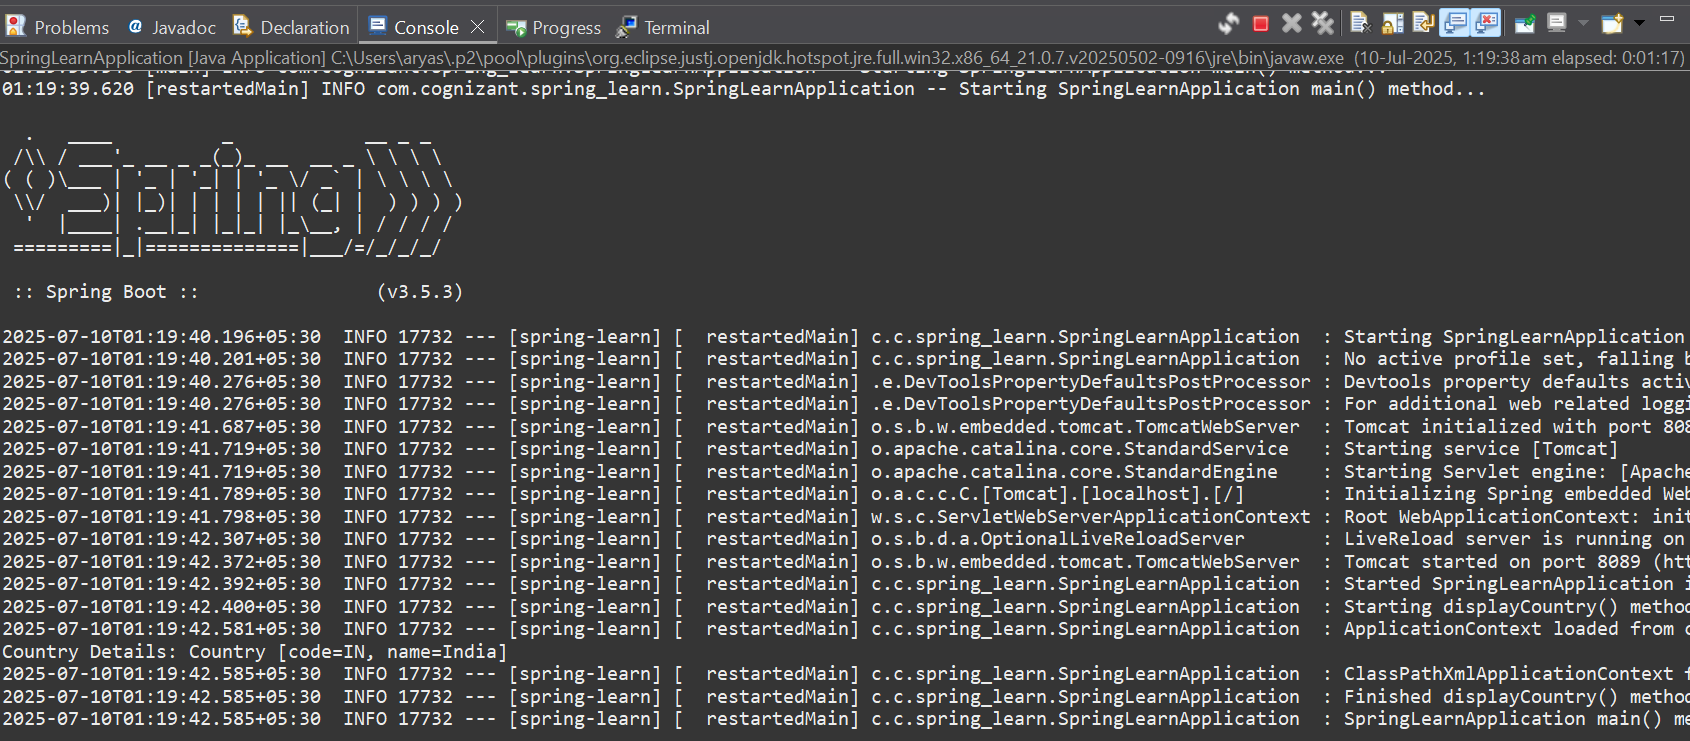 Problems Javadoc Declaration Console Progress Terminal
SpringLearnApplication [Java Application] C:\Users\aryas\.p2\pool\plugins\org.eclipse.justj.openjdk.hotspot.jre.full.win32.x86_64_21.0.7.v20250502-0916\jre\bin\javaw.exe (10-Jul-2025, 1:19:38 am elapsed: 0:01:17)
01:19:39.620 [restartedMain] INFO com.cognizant.spring_learn.SpringLearnApplication -- Starting SpringLearnApplication main() method...
  .   ____          _            __ _ _
 /\\ / ___'_ __ _ _(_)_ __  __ _ \ \ \ \
( ( )\___ | '_ | '_| | '_ \/ _` | \ \ \ \
 \\/  ___)| |_)| | | | | || (_| |  ) ) ) )
  '  |____| .__|_| |_|_| |_\__, | / / / /
 =========|_|==============|___/=/_/_/_/
 :: Spring Boot ::                (v3.5.3)
2025-07-10T01:19:40.196+05:30  INFO 17732 --- [spring-learn] [  restartedMain] c.c.spring_learn.SpringLearnApplication  : Starting SpringLearnApplication
2025-07-10T01:19:40.201+05:30  INFO 17732 --- [spring-learn] [  restartedMain] c.c.spring_learn.SpringLearnApplication  : No active profile set, falling b
2025-07-10T01:19:40.276+05:30  INFO 17732 --- [spring-learn] [  restartedMain] .e.DevToolsPropertyDefaultsPostProcessor : Devtools property defaults activ
2025-07-10T01:19:40.276+05:30  INFO 17732 --- [spring-learn] [  restartedMain] .e.DevToolsPropertyDefaultsPostProcessor : For additional web related loggi
2025-07-10T01:19:41.687+05:30  INFO 17732 --- [spring-learn] [  restartedMain] o.s.b.w.embedded.tomcat.TomcatWebServer  : Tomcat initialized with port 808
2025-07-10T01:19:41.719+05:30  INFO 17732 --- [spring-learn] [  restartedMain] o.apache.catalina.core.StandardService   : Starting service [Tomcat]
2025-07-10T01:19:41.719+05:30  INFO 17732 --- [spring-learn] [  restartedMain] o.apache.catalina.core.StandardEngine    : Starting Servlet engine: [Apache
2025-07-10T01:19:41.789+05:30  INFO 17732 --- [spring-learn] [  restartedMain] o.a.c.c.C.[Tomcat].[localhost].[/]       : Initializing Spring embedded Web
2025-07-10T01:19:41.798+05:30  INFO 17732 --- [spring-learn] [  restartedMain] w.s.c.ServletWebServerApplicationContext : Root WebApplicationContext: init
2025-07-10T01:19:42.307+05:30  INFO 17732 --- [spring-learn] [  restartedMain] o.s.b.d.a.OptionalLiveReloadServer       : LiveReload server is running on
2025-07-10T01:19:42.372+05:30  INFO 17732 --- [spring-learn] [  restartedMain] o.s.b.w.embedded.tomcat.TomcatWebServer  : Tomcat started on port 8089 (htt
2025-07-10T01:19:42.392+05:30  INFO 17732 --- [spring-learn] [  restartedMain] c.c.spring_learn.SpringLearnApplication  : Started SpringLearnApplication i
2025-07-10T01:19:42.400+05:30  INFO 17732 --- [spring-learn] [  restartedMain] c.c.spring_learn.SpringLearnApplication  : Starting displayCountry() method
2025-07-10T01:19:42.581+05:30  INFO 17732 --- [spring-learn] [  restartedMain] c.c.spring_learn.SpringLearnApplication  : ApplicationContext loaded from c
Country Details: Country [code=IN, name=India]
2025-07-10T01:19:42.585+05:30  INFO 17732 --- [spring-learn] [  restartedMain] c.c.spring_learn.SpringLearnApplication  : ClassPathXmlApplicationContext f
2025-07-10T01:19:42.585+05:30  INFO 17732 --- [spring-learn] [  restartedMain] c.c.spring_learn.SpringLearnApplication  : Finished displayCountry() method
2025-07-10T01:19:42.585+05:30  INFO 17732 --- [spring-learn] [  restartedMain] c.c.spring_learn.SpringLearnApplication  : SpringLearnApplication main() me